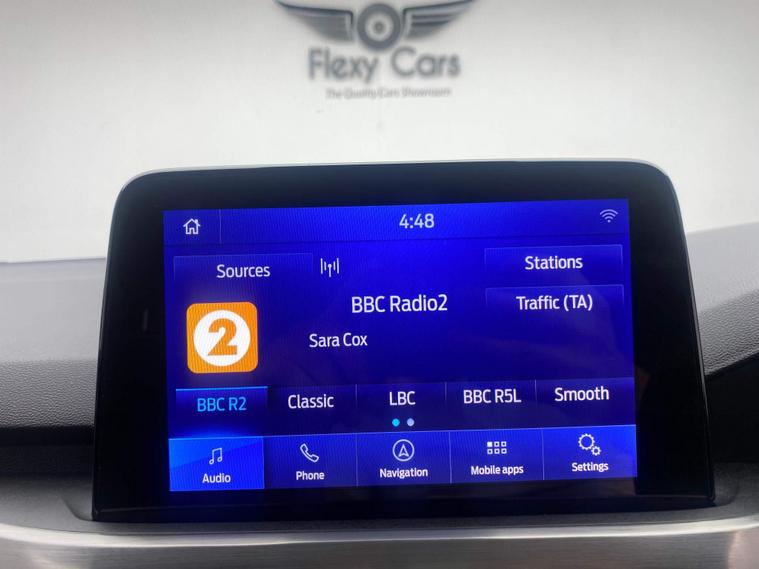 Flexy Cars
The Quality Cars Showroom
4:48
Sources
Stations
BBC Radio2
Traffic (TA)
2
Sara Cox
BBC R2 Classic LBC BBC R5L Smooth
Audio Phone Navigation Mobile apps Settings